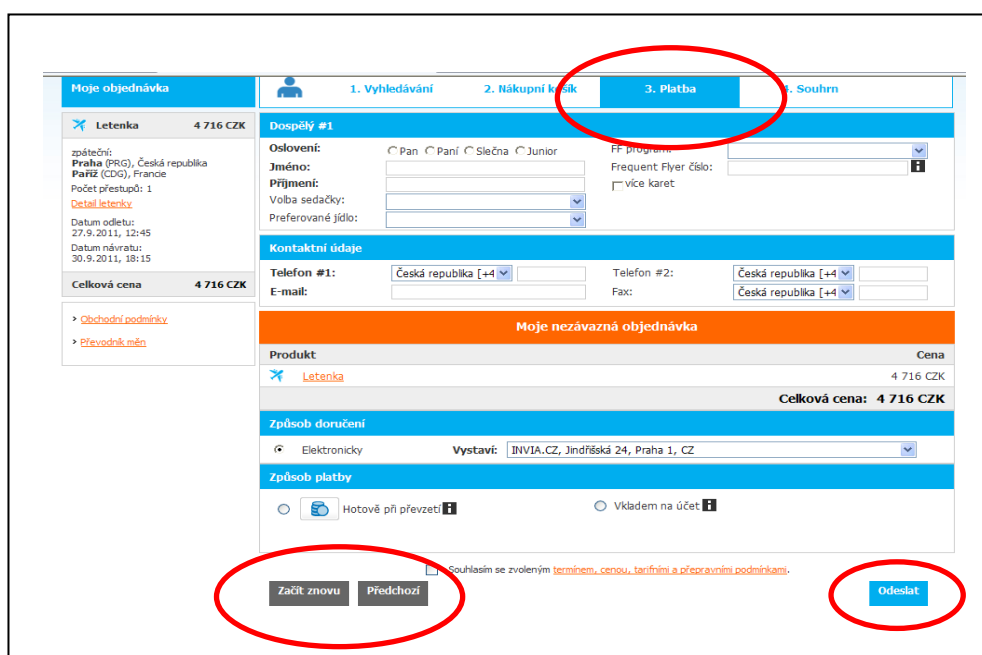 Moje objednávka
1. Vyhledávání 2. Nákupní košík 3. Platba 4. Souhrn
Letenka 4 716 CZK
zpáteční:
Praha (PRG), Česká republika
Paříž (CDG), Francie
Počet přestupů: 1
Detail letenky
Datum odletu:
27.9.2011, 12:45
Datum návratu:
30.9.2011, 18:15
Celková cena 4 716 CZK
> Obchodní podmínky
> Převodník měn
Dospělý #1
Oslovení: Pan Paní Slečna Junior FF program:
Jméno: Frequent Flyer číslo:
Příjmení: více karet
Volba sedačky:
Preferované jídlo:
Kontaktní údaje
Telefon #1: Česká republika [+4 Telefon #2: Česká republika [+4
E-mail: Fax: Česká republika [+4
Moje nezávazná objednávka
Produkt Cena
Letenka 4 716 CZK
Celková cena: 4 716 CZK
Způsob doručení
Elektronicky Vystaví: INVIA.CZ, Jindřišská 24, Praha 1, CZ
Způsob platby
Hotově při převzetí i Vkladem na účet i
Souhlasím se zvoleným termínem, cenou, tarifními a přepravními podmínkami.
Začít znovu Předchozí Odeslat